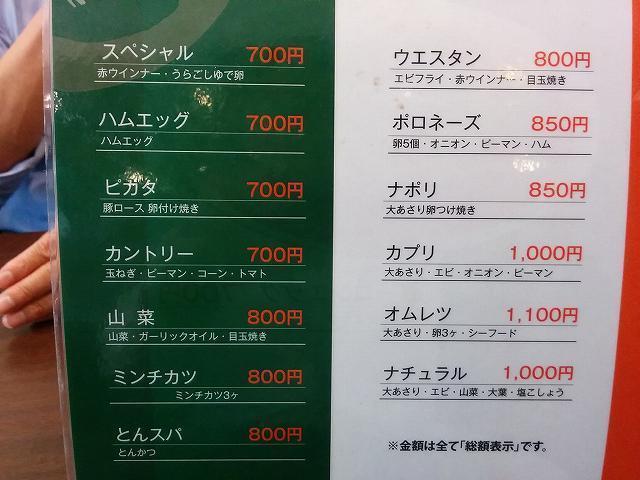 スペシャル 700円
赤ウインナー・うらごしゆで卵
ハムエッグ 700円
ハムエッグ
ピカタ 700円
豚ロース 卵付け焼き
カントリー 700円
玉ねぎ・ピーマン・コーン・トマト
山菜 800円
山菜・ガーリックオイル・目玉焼き
ミンチカツ 800円
ミンチカツ3ヶ
とんスパ 800円
とんかつ
ウエスタン 800円
エビフライ・赤ウインナー・目玉焼き
ボロネーズ 850円
卵5個・オニオン・ピーマン・ハム
ナポリ 850円
大あさり卵つけ焼き
カプリ 1,000円
大あさり・エビ・オニオン・ピーマン
オムレツ 1,100円
大あさり・卵3ヶ・シーフード
ナチュラル 1,000円
大あさり・エビ・山菜・大葉・塩こしょう
※金額は全て「総額表示」です。